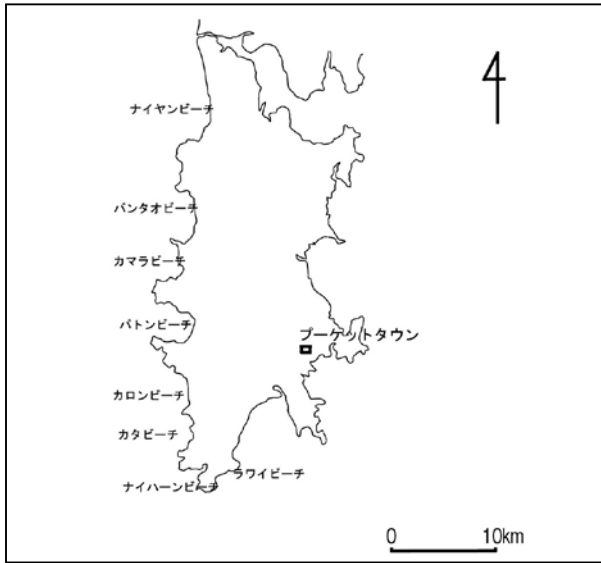 ナイヤンビーチ
バンタオビーチ
カマラビーチ
パトンビーチ
プーケットタウン
カロンビーチ
カタビーチ
ラワイビーチ
ナイハーンビーチ
0 10km